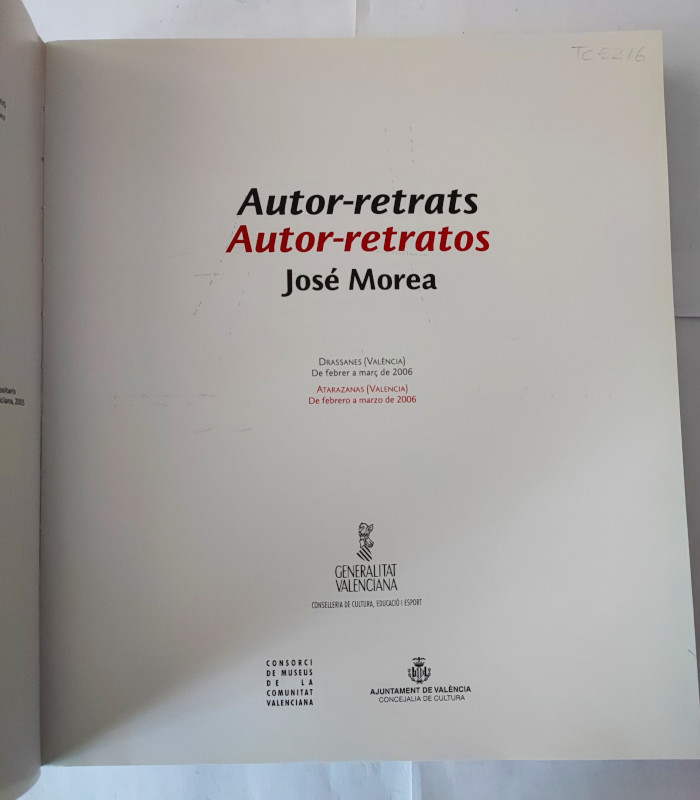 TC5216
Autor-retrats
Autor-retratos
José Morea
DRASSANES (VALÈNCIA)
De febrer a març de 2006
ATARAZANAS (VALENCIA)
De febrero a marzo de 2006
GENERALITAT
VALENCIANA
CONSELLERIA DE CULTURA, EDUCACIÓ I ESPORT
CONSORCI
DE MUSEUS
DE LA
COMUNITAT
VALENCIANA
AJUNTAMENT DE VALÈNCIA
CONCEJALIA DE CULTURA